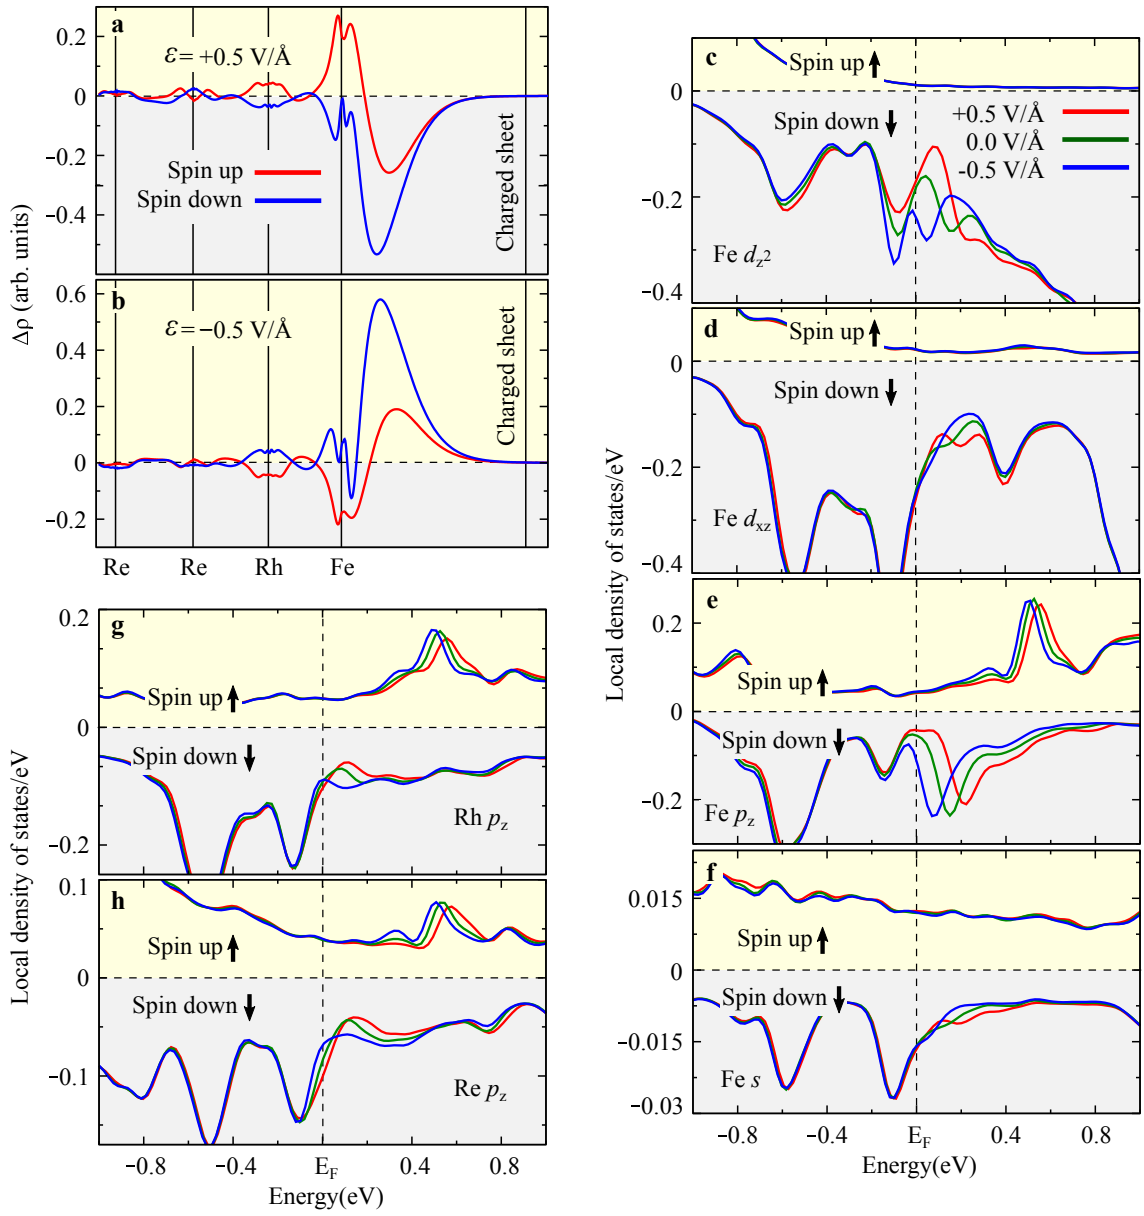 a
ε = +0.5 V/Å
0.2
0
−0.2
−0.4
Spin up
Spin down
Charged sheet
Δρ (arb. units)
b
ε = −0.5 V/Å
0.6
0.4
0.2
0
−0.2
Charged sheet
Re Re Rh Fe
g
0.2
0
−0.2
Spin up
Spin down
Rh pz
Local density of states/eV
h
0.1
0
−0.1
Spin up
Spin down
Re pz
−0.8 −0.4 EF 0.4 0.8
Energy(eV)
c
Spin up
0
−0.2
−0.4
Spin down
+0.5 V/Å
0.0 V/Å
-0.5 V/Å
Fe dz2
d
Spin up
0
−0.2
−0.4
Spin down
Fe dxz
Local density of states/eV
e
0.2
0
−0.2
Spin up
Spin down
Fe pz
f
0.015
0
−0.015
−0.03
Spin up
Spin down
Fe s
−0.8 −0.4 EF 0.4 0.8
Energy(eV)